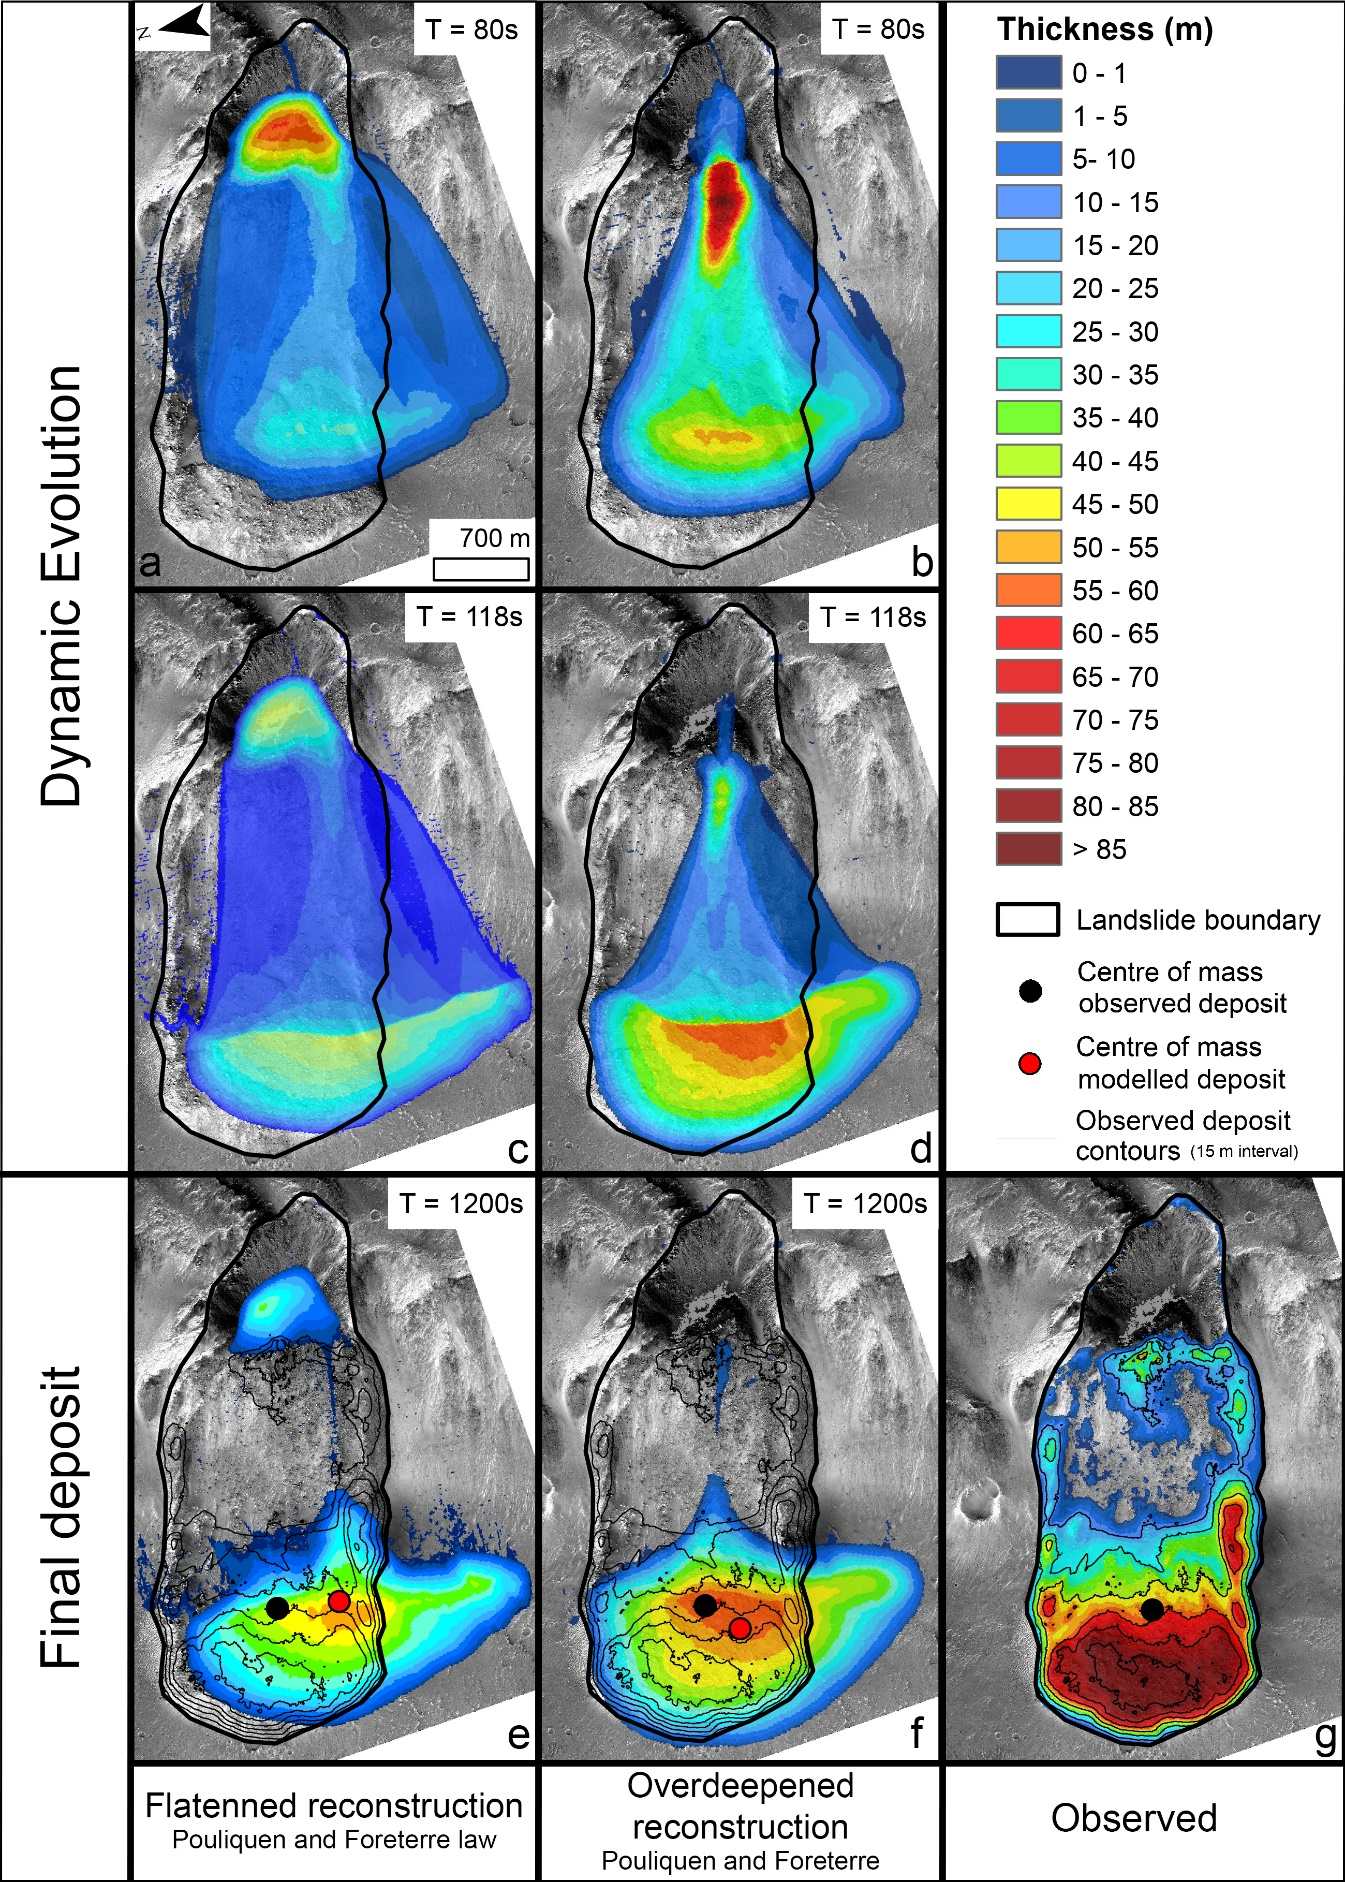 N
T = 80s
T = 80s
Thickness (m)
0 - 1
1 - 5
5- 10
10 - 15
15 - 20
20 - 25
25 - 30
30 - 35
35 - 40
40 - 45
45 - 50
50 - 55
55 - 60
60 - 65
65 - 70
70 - 75
75 - 80
80 - 85
> 85
Landslide boundary
Centre of mass
observed deposit
Centre of mass
modelled deposit
Observed deposit
contours (15 m interval)
Dynamic Evolution
700 m
a
b
T = 118s
T = 118s
c
d
Final deposit
T = 1200s
T = 1200s
e
f
g
Flatenned reconstruction
Pouliquen and Foreterre law
Overdeepened
reconstruction
Pouliquen and Foreterre
Observed